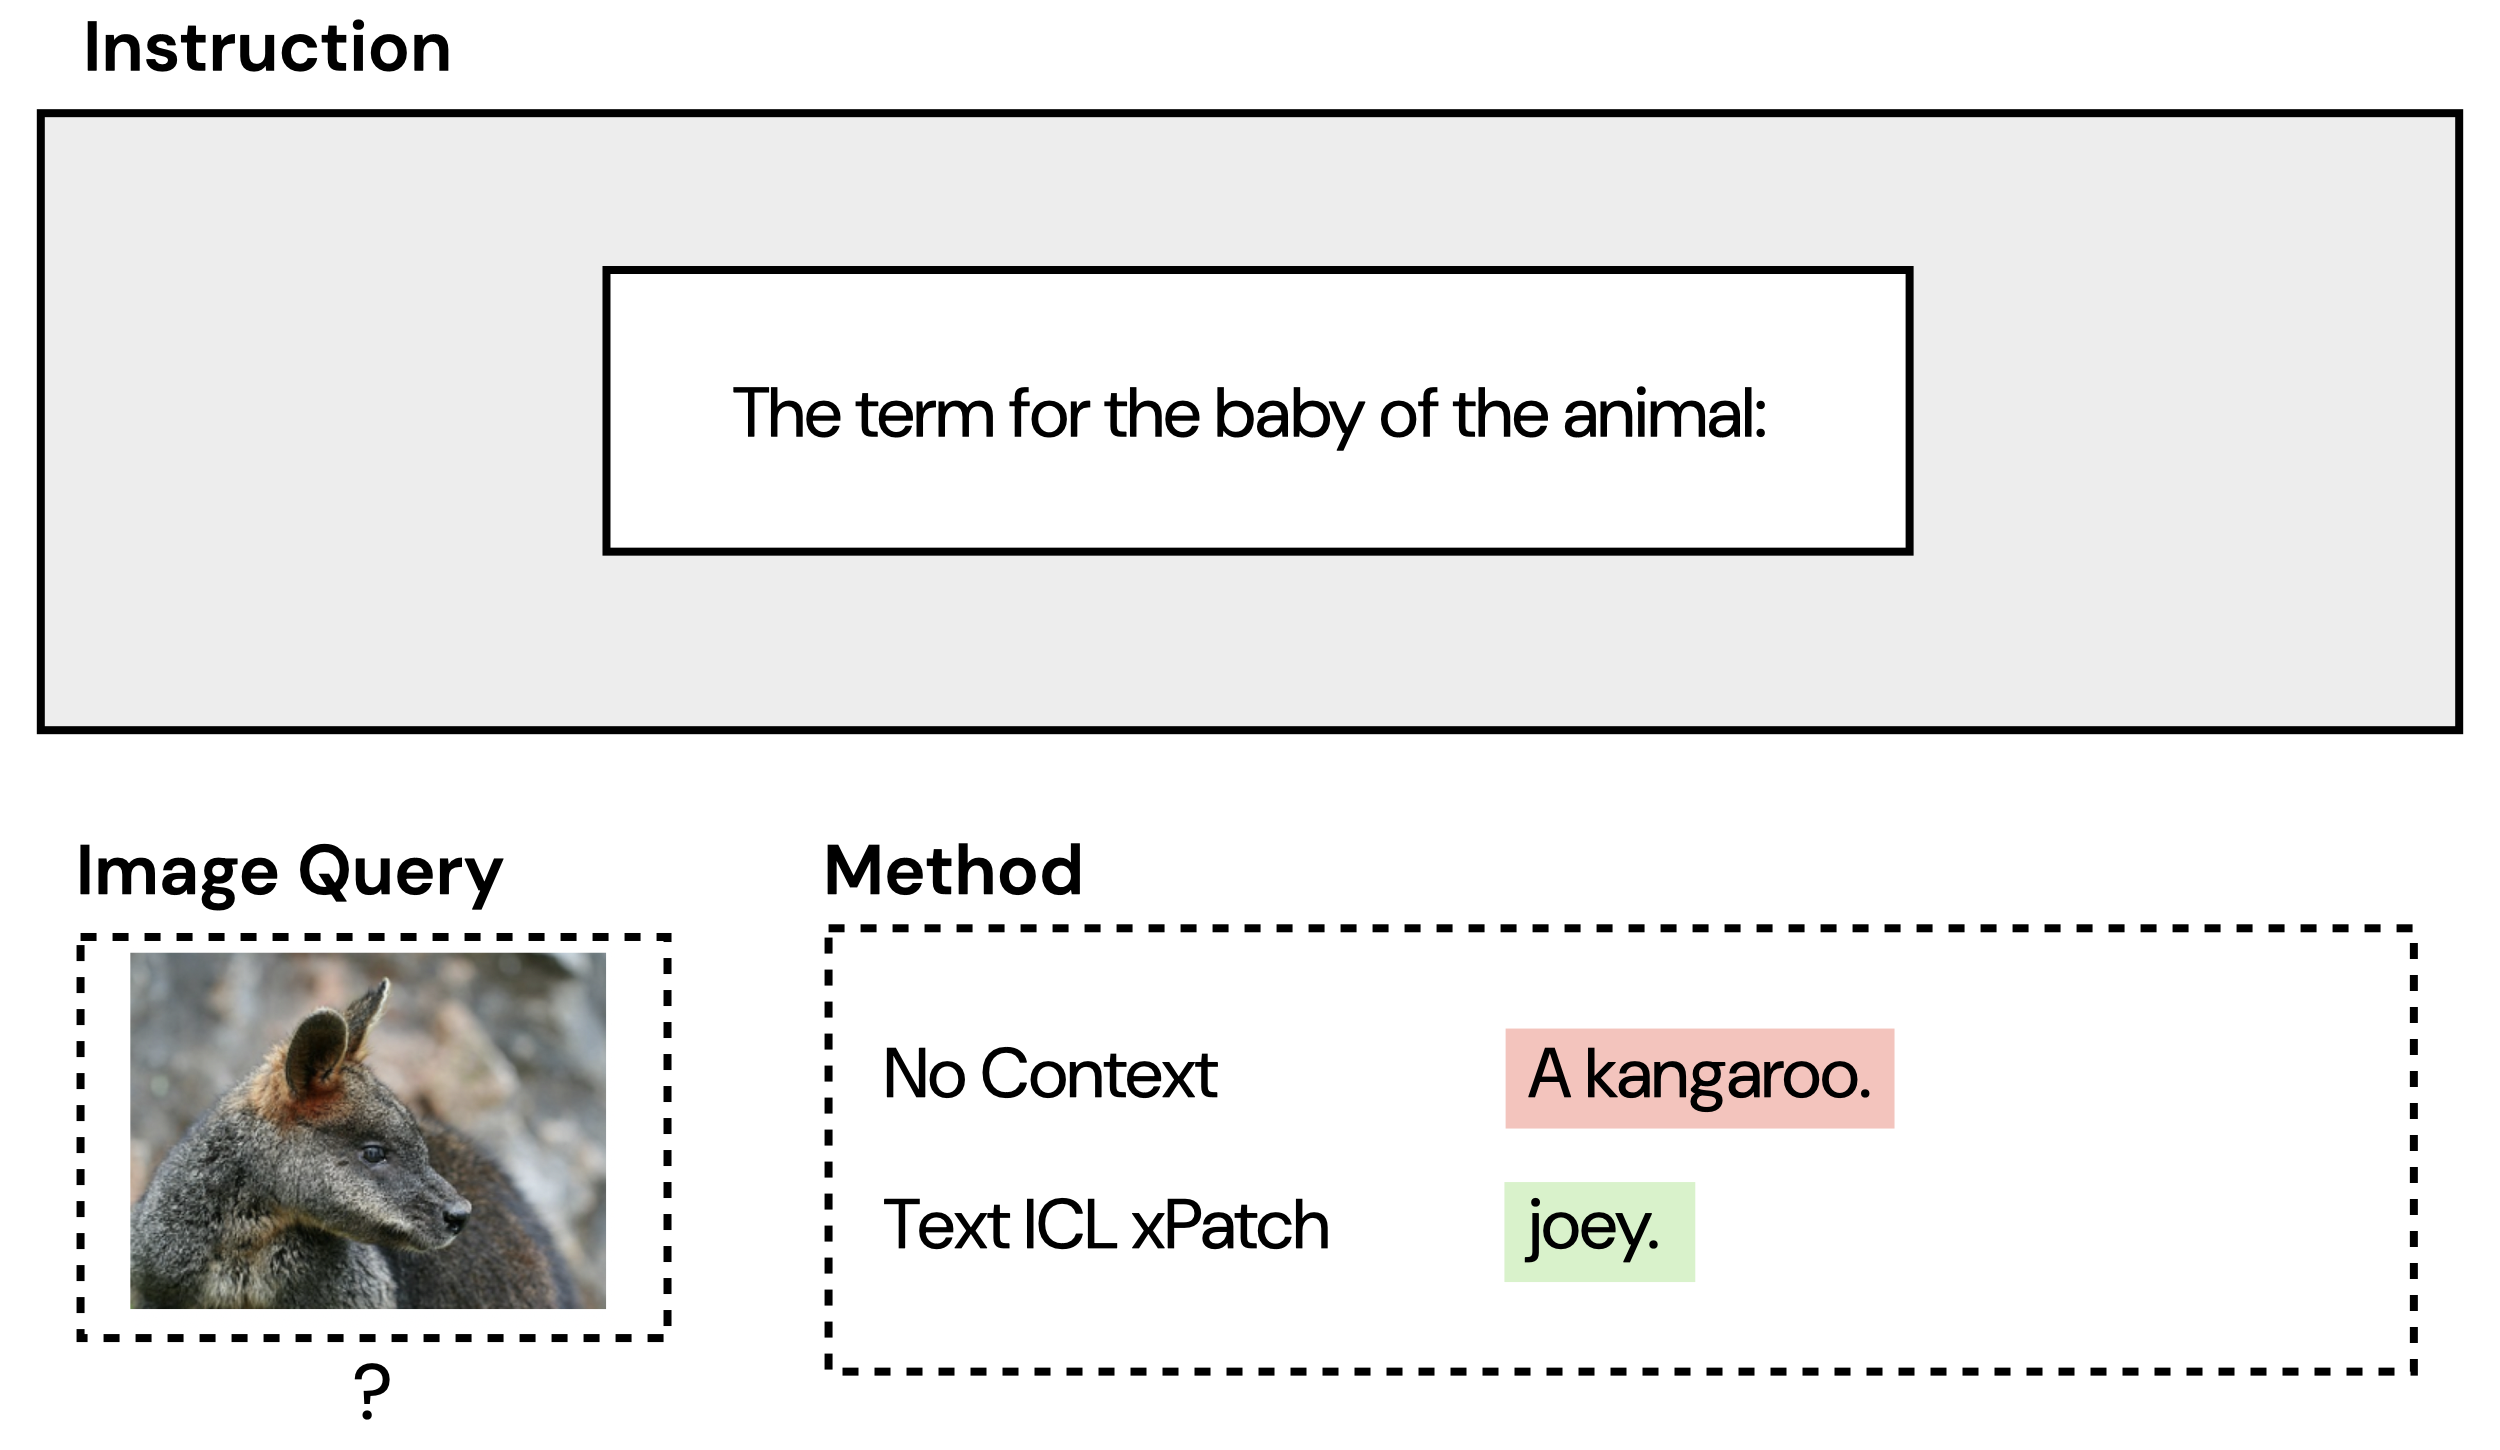 Instruction
The term for the baby of the animal:
Image Query
Method
No Context
A kangaroo.
Text ICL xPatch
joey.
?